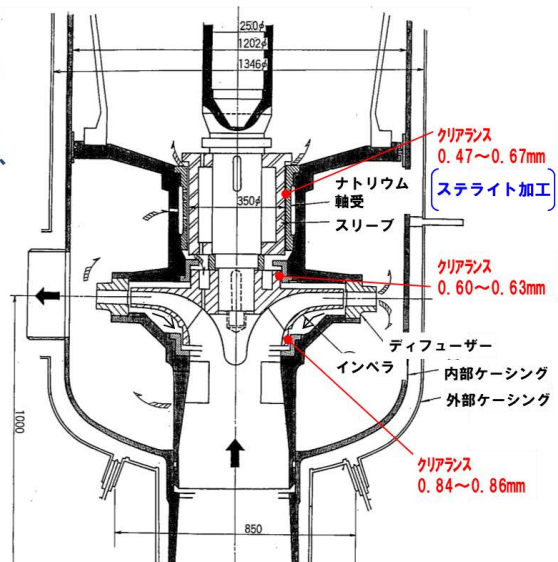 250φ
1202φ
1346φ
クリアランス
0.47～0.67mm
ステライト加工
ナトリウム
軸受
スリーブ
350φ
クリアランス
0.60～0.63mm
ディフューザー
インペラ
内部ケーシング
外部ケーシング
1000
クリアランス
0.84～0.86mm
850